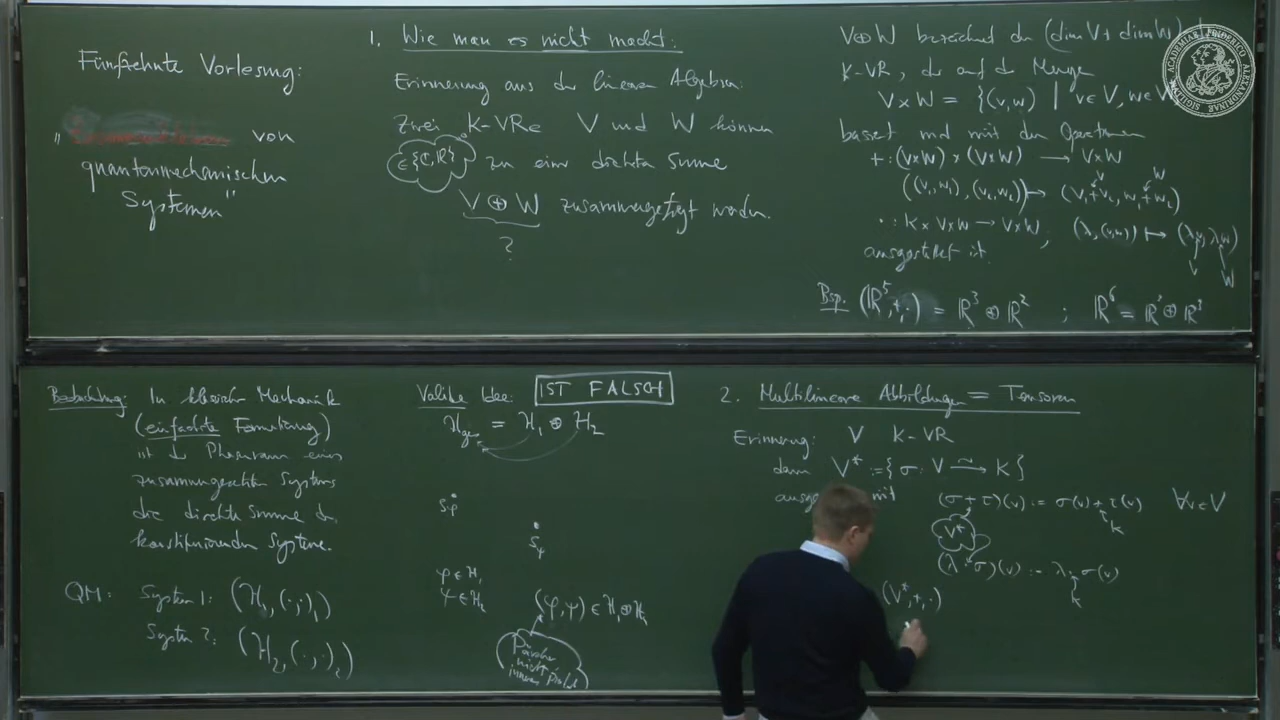 Fünfzehnte Vorlesung:
" von
quantenmechanischen
Systemen"
1. Wie man es nicht macht:
Erinnerung aus der linearen Algebra:
Zwei K-VRe V und W können
∈{ℂ,ℝ} zu einer direkten Summe
V ⊕ W zusammengefügt werden.
?
V⊕W bezeichnet den (dim V + dim W)
K-VR, der auf der Menge
V×W = {(v,w) | v∈V, w∈
basiert und mit den Operationen
+: (V×W) × (V×W) → V×W
((v₁,w₁), (v₂,w₂)) ↦ (v₁+v₂, w₁+w₂)
V W
·: K × V×W → V×W, (λ,(v,w)) ↦ (λv, λw)
V W
ausgestattet ist.
Bsp. (ℝ⁵,+,·) = ℝ³ ⊕ ℝ² ; ℝ⁶ = ℝ³ ⊕ ℝ³
Beobachtung: In klassischer Mechanik
(einfachste Formulierung)
ist der Phasenraum eines
zusammengesetzten Systems
die direkte Summe der
konstituierenden Systeme.
QM: System 1: (ℋ₁, ⟨·,·⟩₁)
System 2: (ℋ₂, ⟨·,·⟩₂)
Idee: IST FALSCH
ℋ = ℋ₁ ⊕ ℋ₂
S_φ
S_ψ
φ∈ℋ₁
ψ∈ℋ₂
(φ,ψ) ∈ ℋ₁⊕ℋ₂
nicht
2. Multilineare Abbildungen = Tensoren
Erinnerung: V K-VR
dann V* := {σ: V ⥲ K}
mit (σ+τ)(v) := σ(v)+τ(v) ∀v∈V
V* K
(λ·σ)(v) := λ·σ(v)
K
(V*,+,·)